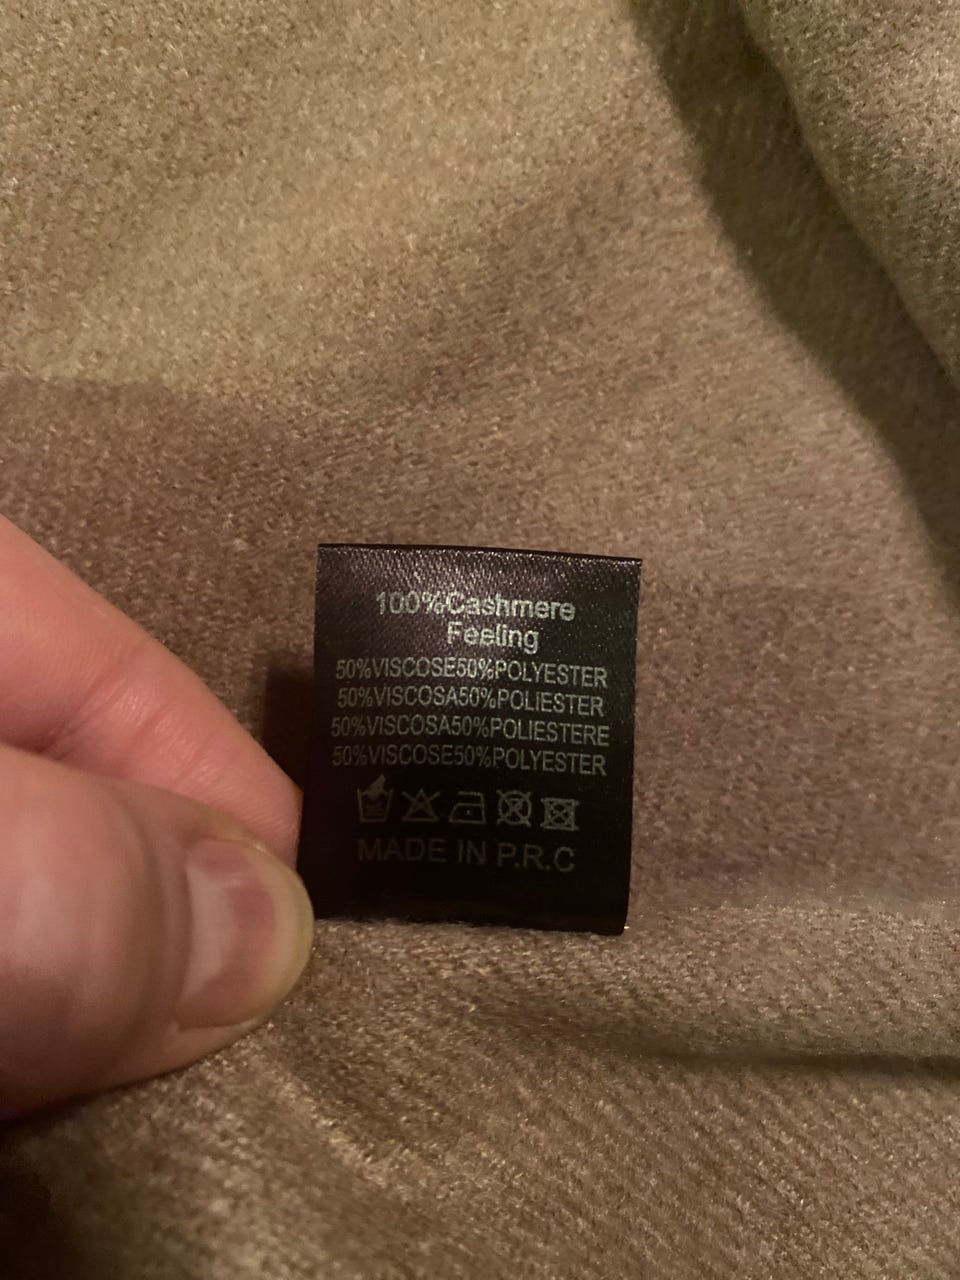 100%Cashmere
Feeling
50%VISCOSE50%POLYESTER
50%VISCOSA50%POLIESTER
50%VISCOSA50%POLIESTERE
50%VISCOSE50%POLYESTER
MADE IN P.R.C